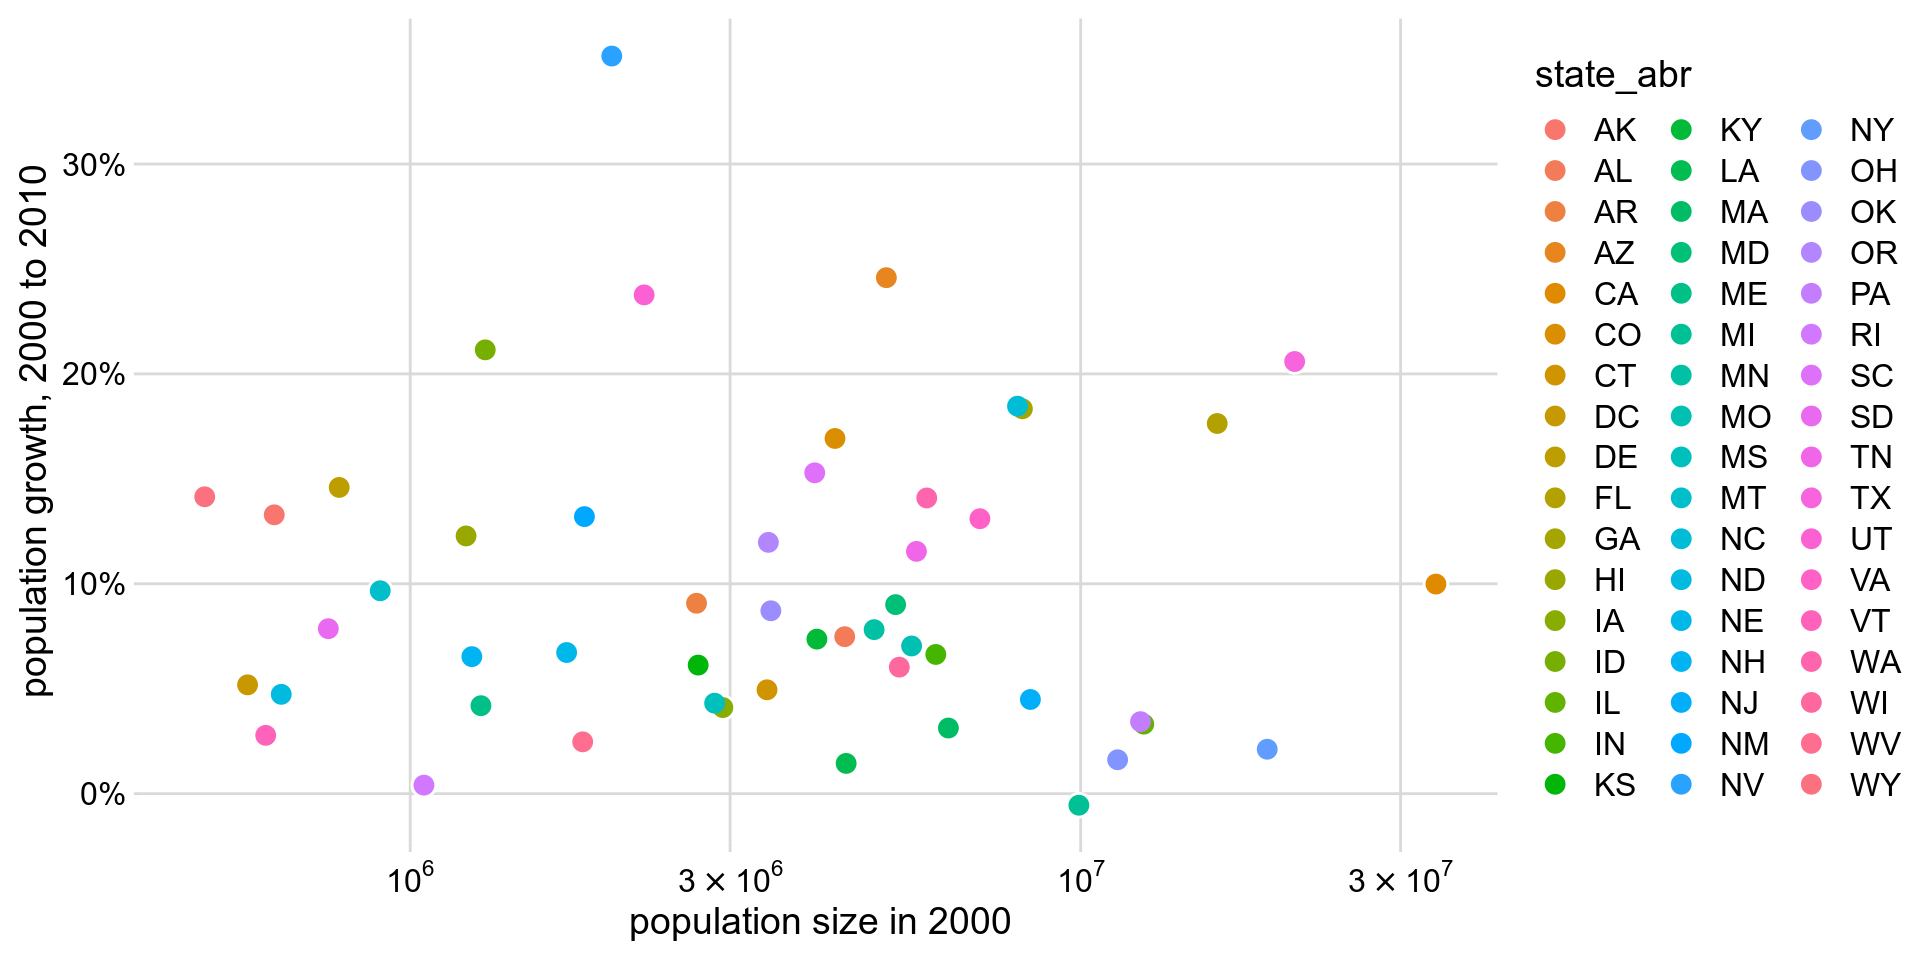 population growth, 2000 to 2010
30%
20%
10%
0%
10⁶
3 × 10⁶
10⁷
3 × 10⁷
population size in 2000
state_abr
AK
AL
AR
AZ
CA
CO
CT
DC
DE
FL
GA
HI
IA
ID
IL
IN
KS
KY
LA
MA
MD
ME
MI
MN
MO
MS
MT
NC
ND
NE
NH
NJ
NM
NV
NY
OH
OK
OR
PA
RI
SC
SD
TN
TX
UT
VA
VT
WA
WI
WV
WY